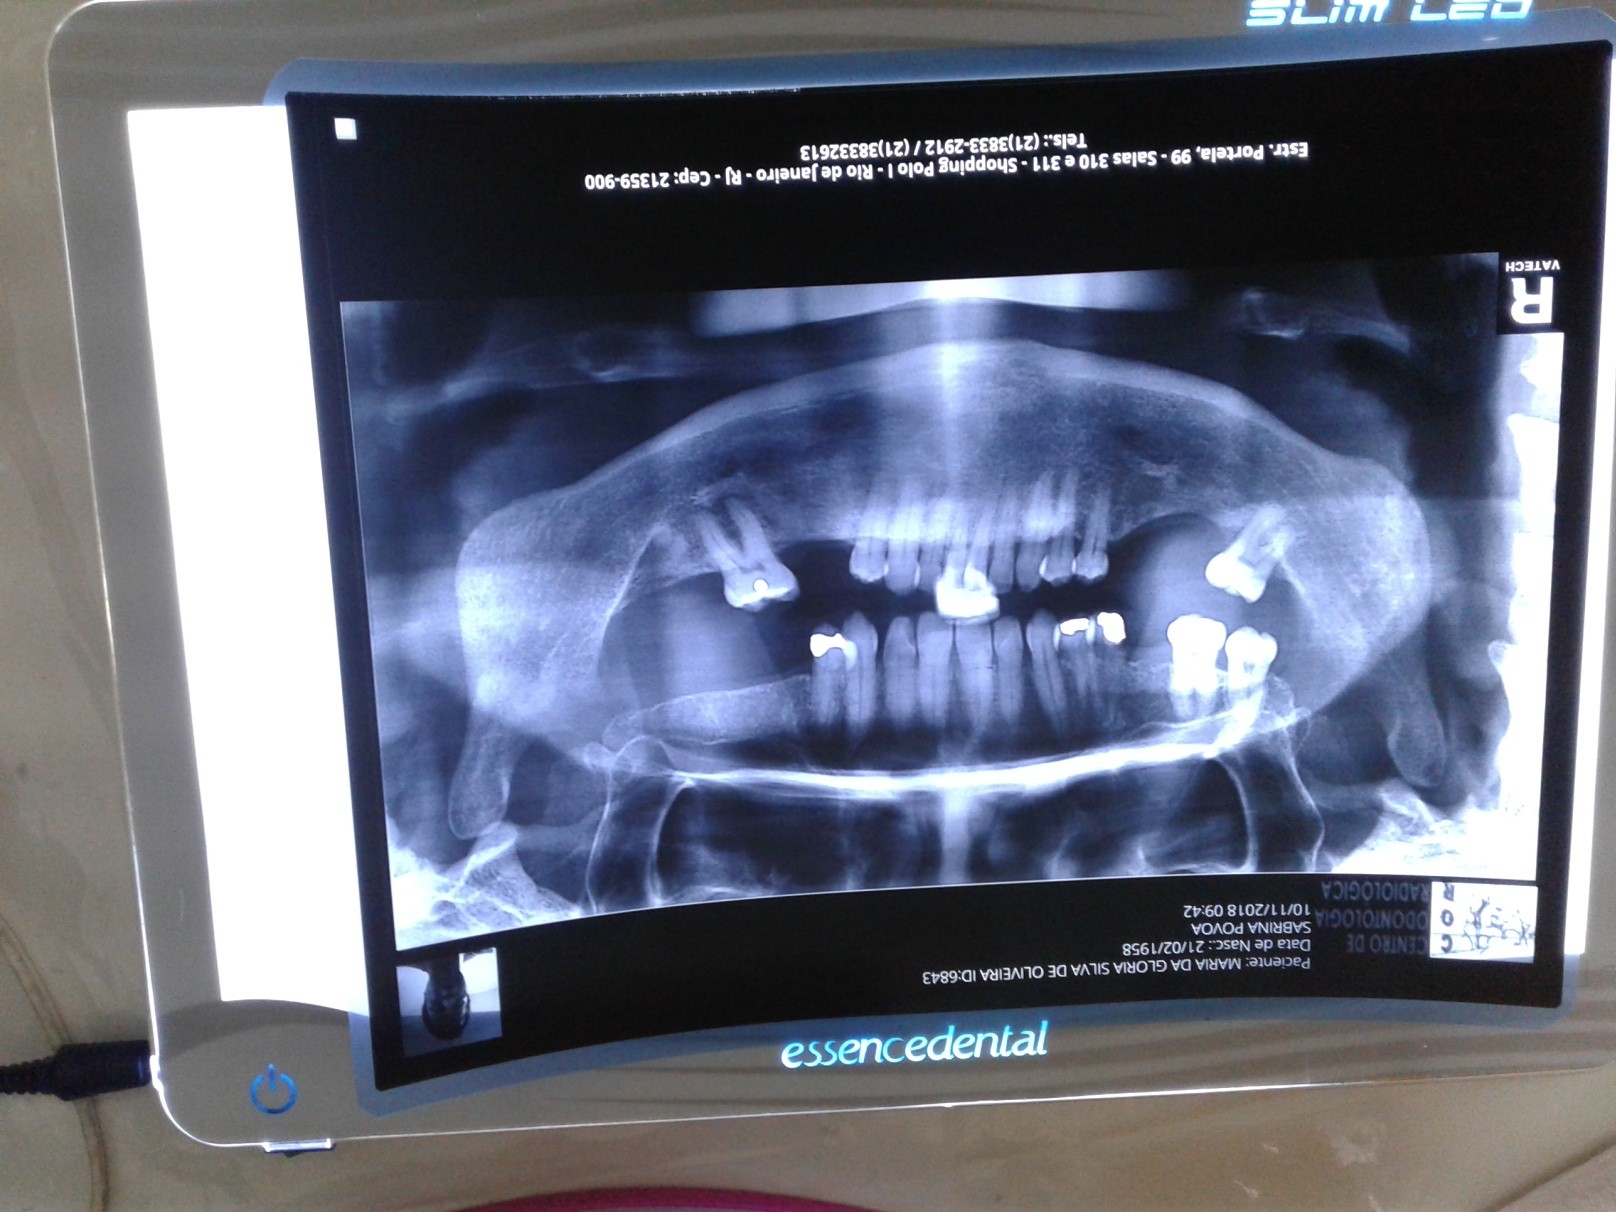 essencedental
Paciente: MARIA DA GLORIA SILVA DE OLIVEIRA ID:6843
Data de Nasc.: 21/02/1958
SABRINA POVOA
10/11/2018 09:42
C CENTRO DE
O ODONTOLOGIA
R RADIOLÓGICA
R
VATECH
Estr. Portela, 99 - Salas 310 e 311 - Shopping Polo I - Rio de Janeiro - RJ - Cep: 21359-900
Tels.: (21)3833-2912 / (21)38332613
SLIM LED